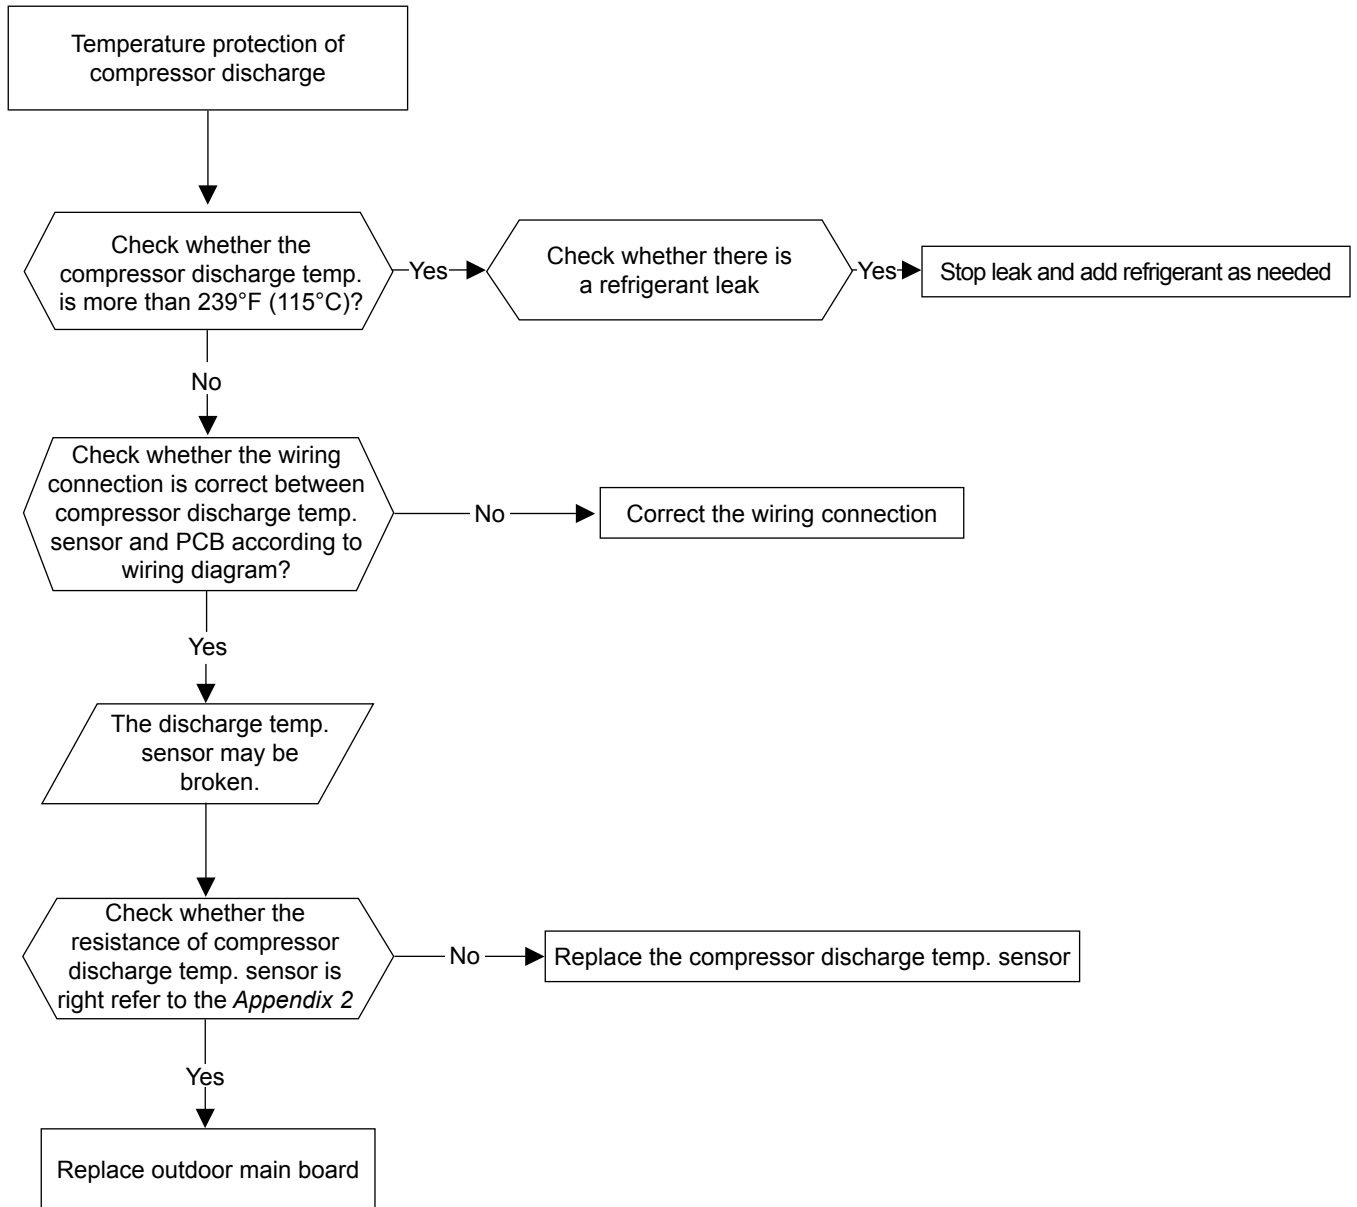 Temperature protection of
compressor discharge
Check whether the
compressor discharge temp.
is more than 239°F (115°C)?
Yes
Check whether there is
a refrigerant leak
Yes
Stop leak and add refrigerant as needed
No
Check whether the wiring
connection is correct between
compressor discharge temp.
sensor and PCB according to
wiring diagram?
No
Correct the wiring connection
Yes
The discharge temp.
sensor may be
broken.
Check whether the
resistance of compressor
discharge temp. sensor is
right refer to the Appendix 2
No
Replace the compressor discharge temp. sensor
Yes
Replace outdoor main board